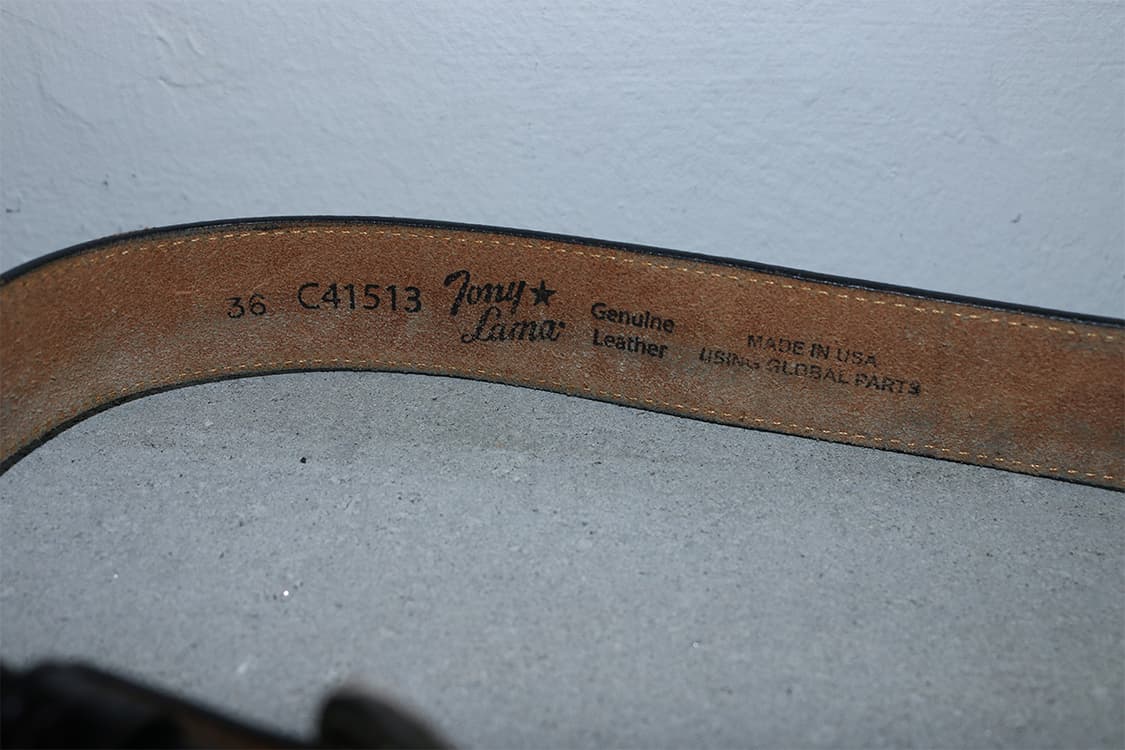 36 C41513 Tony★Lama Genuine Leather MADE IN USA USING GLOBAL PARTS